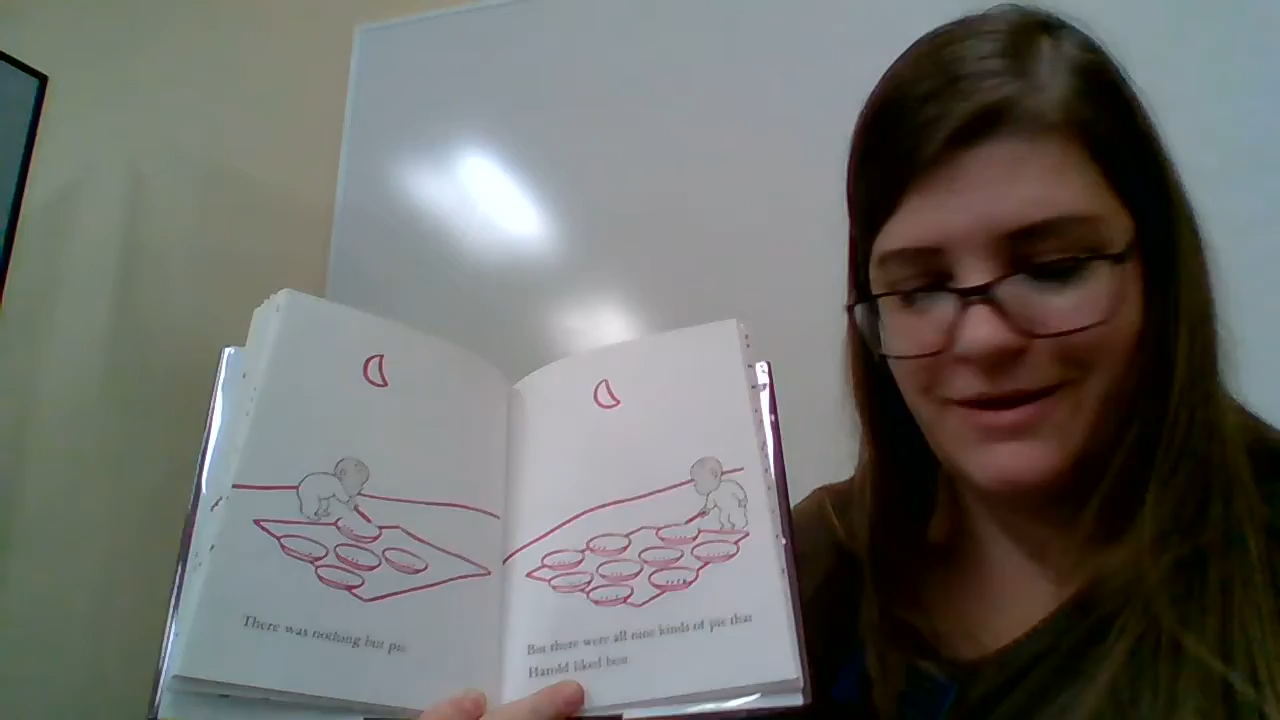 There was nothing but pie.
But there were all nine kinds of pie that
Harold liked best.